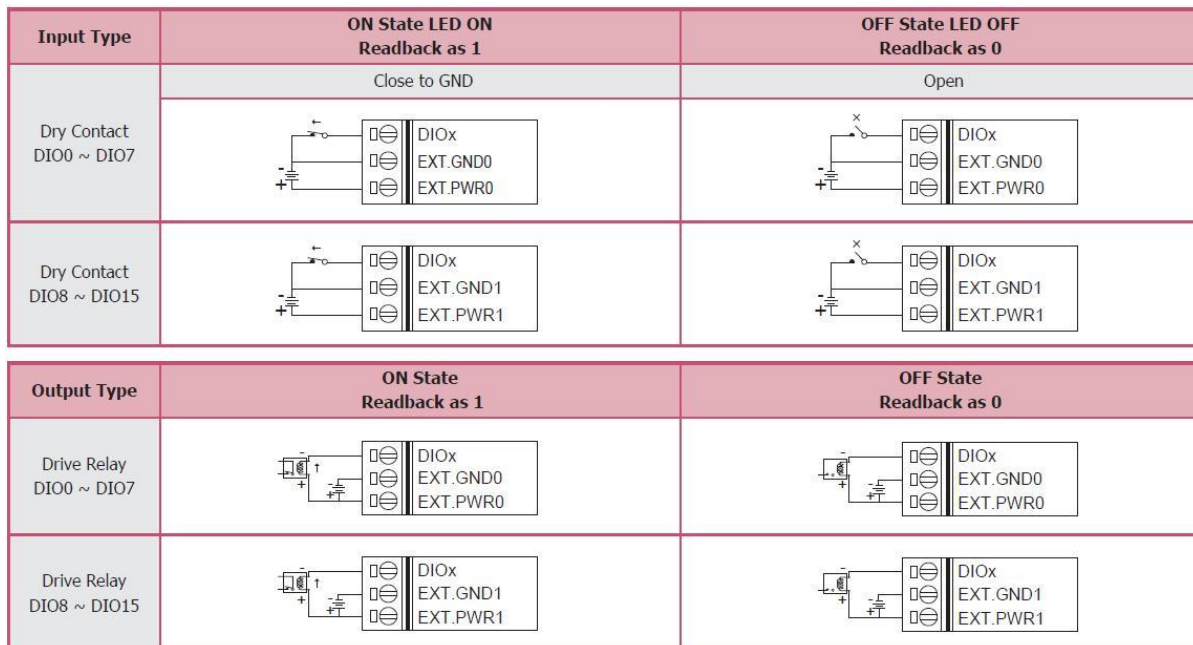 Input Type
ON State LED ON
Readback as 1
OFF State LED OFF
Readback as 0
Dry Contact
DIO0 ~ DIO7
Close to GND
Open
-
+
DIOx
EXT.GND0
EXT.PWR0
-
+
DIOx
EXT.GND0
EXT.PWR0
Dry Contact
DIO8 ~ DIO15
-
+
DIOx
EXT.GND1
EXT.PWR1
-
+
DIOx
EXT.GND1
EXT.PWR1
Output Type
ON State
Readback as 1
OFF State
Readback as 0
Drive Relay
DIO0 ~ DIO7
-
+
-
+
DIOx
EXT.GND0
EXT.PWR0
-
+
-
+
DIOx
EXT.GND0
EXT.PWR0
Drive Relay
DIO8 ~ DIO15
-
+
-
+
DIOx
EXT.GND1
EXT.PWR1
-
+
-
+
DIOx
EXT.GND1
EXT.PWR1